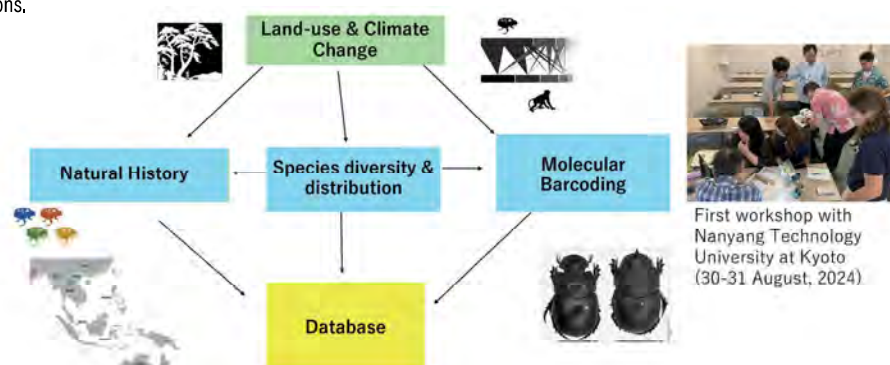 ons,
Land-use & Climate
Change
Natural History
Species diversity &
distribution
Molecular
Barcoding
First workshop with
Nanyang Technology
University at Kyoto
(30-31 August, 2024)
Database